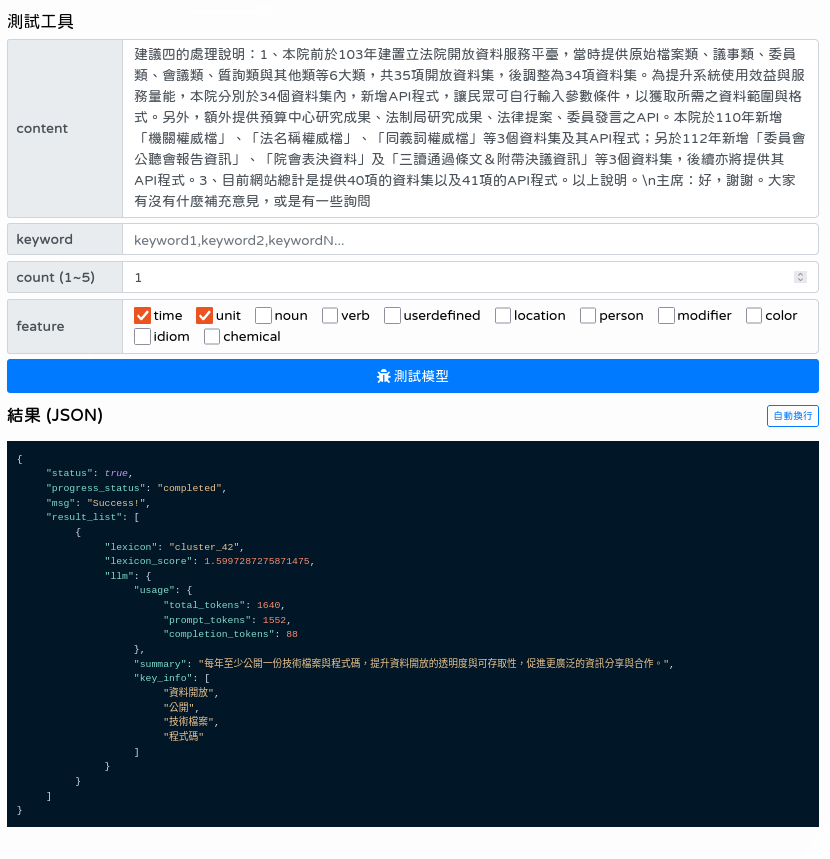 測試工具
content
建議四的處理說明：1、本院前於103年建置立法院開放資料服務平臺，當時提供原始檔案類、議事類、委員
類、會議類、質詢類與其他類等6大類，共35項開放資料集，後調整為34項資料集。為提升系統使用效益與服
務量能，本院分別於34個資料集內，新增API程式，讓民眾可自行輸入參數條件，以獲取所需之資料範圍與格
式。另外，額外提供預算中心研究成果、法制局研究成果、法律提案、委員發言之API。本院於110年新增
「機關權威檔」、「法名稱權威檔」、「同義詞權威檔」等3個資料集及其API程式；另於112年新增「委員會
公聽會報告資訊」、「院會表決資料」及「三讀通過條文＆附帶決議資訊」等3個資料集，後續亦將提供其
API程式。3、目前網站總計是提供40項的資料集以及41項的API程式。以上說明。\n主席：好，謝謝。大家
有沒有什麼補充意見，或是有一些詢問
keyword
keyword1,keyword2,keywordN...
count (1~5)
1
feature
time unit noun verb userdefined location person modifier color
idiom chemical
測試模型
結果 (JSON)
自動換行
{
"status": true,
"progress_status": "completed",
"msg": "Success!",
"result_list": [
{
"lexicon": "cluster_42",
"lexicon_score": 1.5997287275871475,
"llm": {
"usage": {
"total_tokens": 1640,
"prompt_tokens": 1552,
"completion_tokens": 88
},
"summary": "每年至少公開一份技術檔案與程式碼，提升資料開放的透明度與可存取性，促進更廣泛的資訊分享與合作。",
"key_info": [
"資料開放",
"公開",
"技術檔案",
"程式碼"
]
}
}
]
}